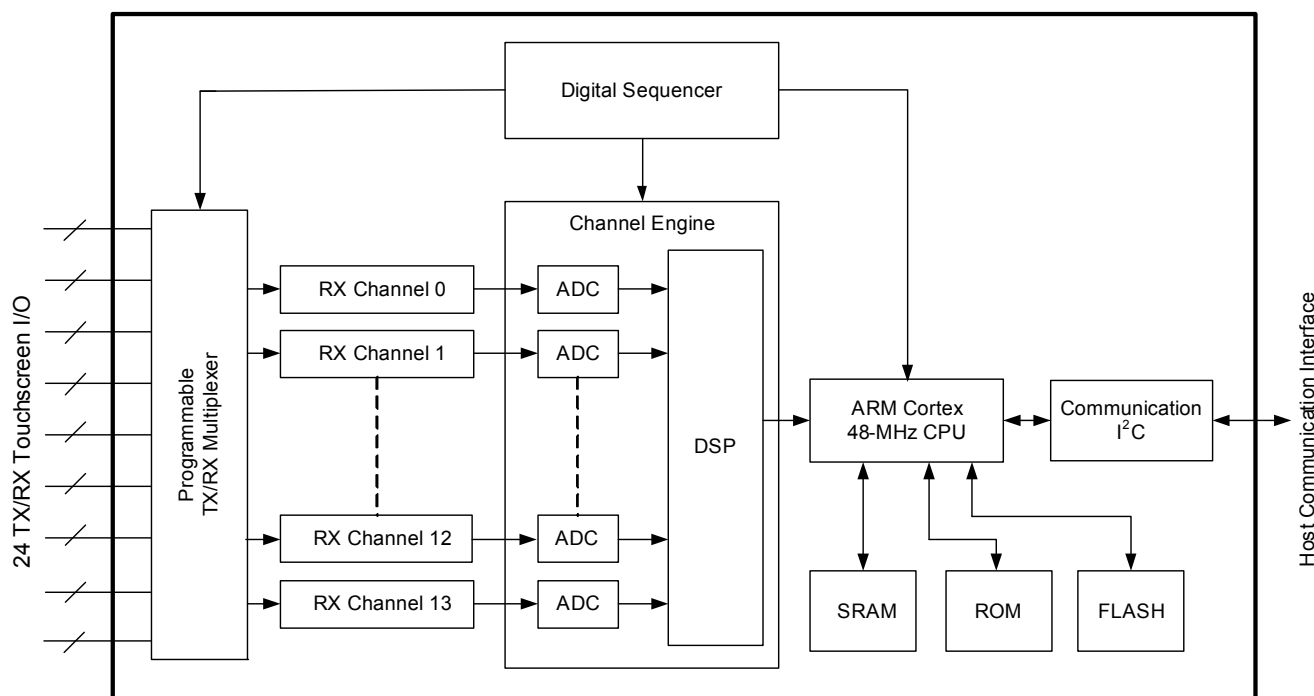 Digital Sequencer
Channel Engine
24 TX/RX Touchscreen I/O
Programmable
TX/RX Multiplexer
RX Channel 0
ADC
RX Channel 1
ADC
RX Channel 12
ADC
RX Channel 13
ADC
DSP
ARM Cortex
48-MHz CPU
Communication
I²C
SRAM
ROM
FLASH
Host Communication Interface